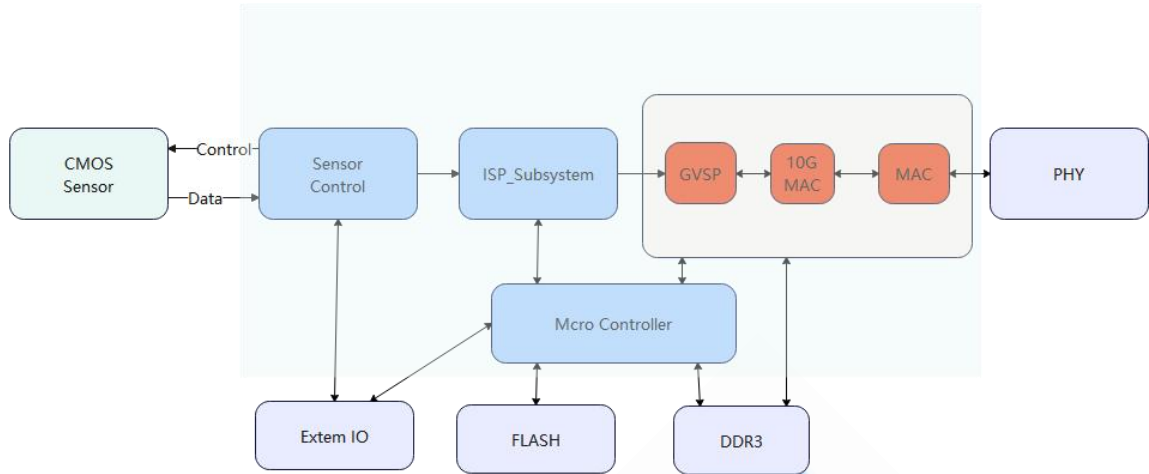 CMOS
Sensor
Control
Data
Sensor
Control
ISP_Subsystem
GVSP
10G
MAC
MAC
PHY
Mcro Controller
Extem IO
FLASH
DDR3